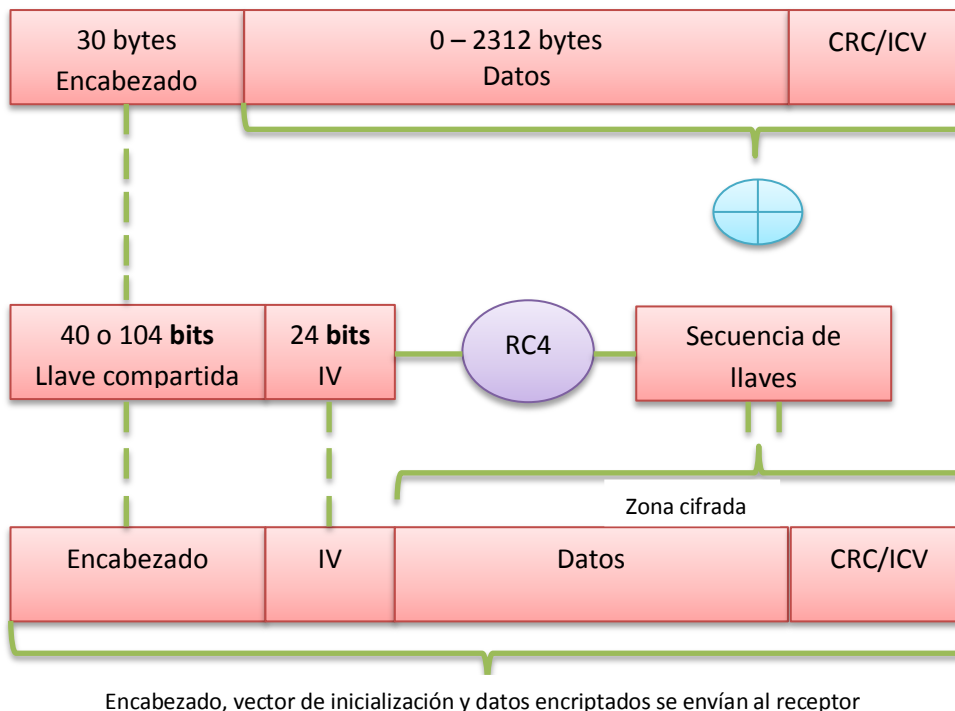 30 bytes
Encabezado
0 – 2312 bytes
Datos
CRC/ICV
40 o 104 bits
Llave compartida
24 bits
IV
RC4
Secuencia de
llaves
Zona cifrada
Encabezado
IV
Datos
CRC/ICV
Encabezado, vector de inicialización y datos encriptados se envían al receptor